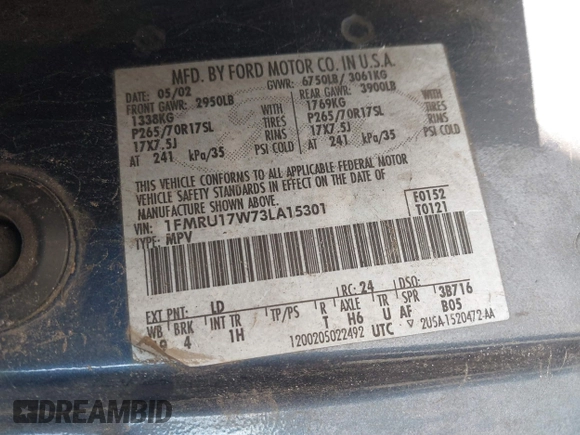 MFD. BY FORD MOTOR CO. IN U.S.A.
DATE: 05/02 GVWR: 6750LB/ 3061KG
FRONT GAWR: 2950LB REAR GAWR: 3900LB
1338KG WITH 1769KG WITH
P265/70R17SL TIRES P265/70R17SL TIRES
17X7.5J RIMS 17X7.5J RIMS
AT 241 kPa/35 PSI COLD AT 241 kPa/35 PSI COLD
THIS VEHICLE CONFORMS TO ALL APPLICABLE FEDERAL MOTOR
VEHICLE SAFETY STANDARDS IN EFFECT ON THE DATE OF
MANUFACTURE SHOWN ABOVE.
VIN: 1FMRU17W73LA15301 E0152
TYPE: MPV T0121
EXT PNT: LD RC: 24 DSO: 3B716
WB BRK INT TR TP/PS R AXLE TR SPR B05
4 1H T H6 U AF
1200205022492 UTC 2U5A-1520472-AA
DREAMBID